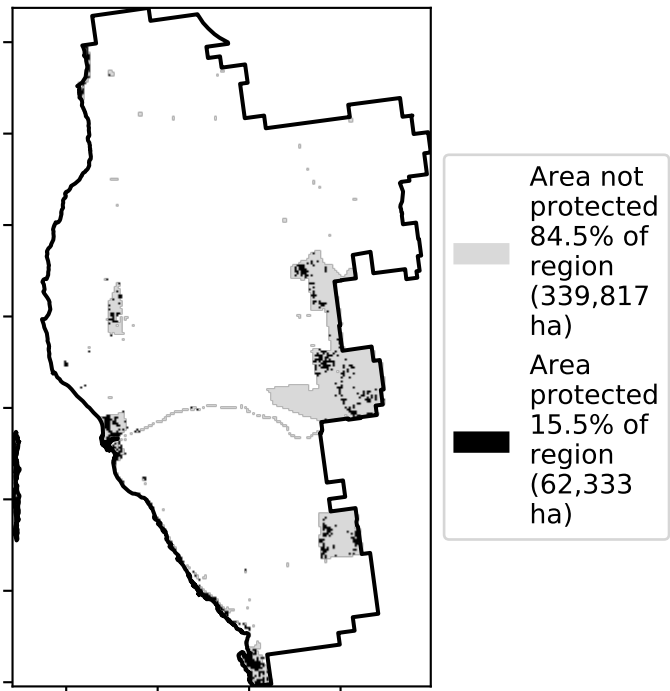 Area not
protected
84.5% of
region
(339,817
ha)
Area
protected
15.5% of
region
(62,333
ha)